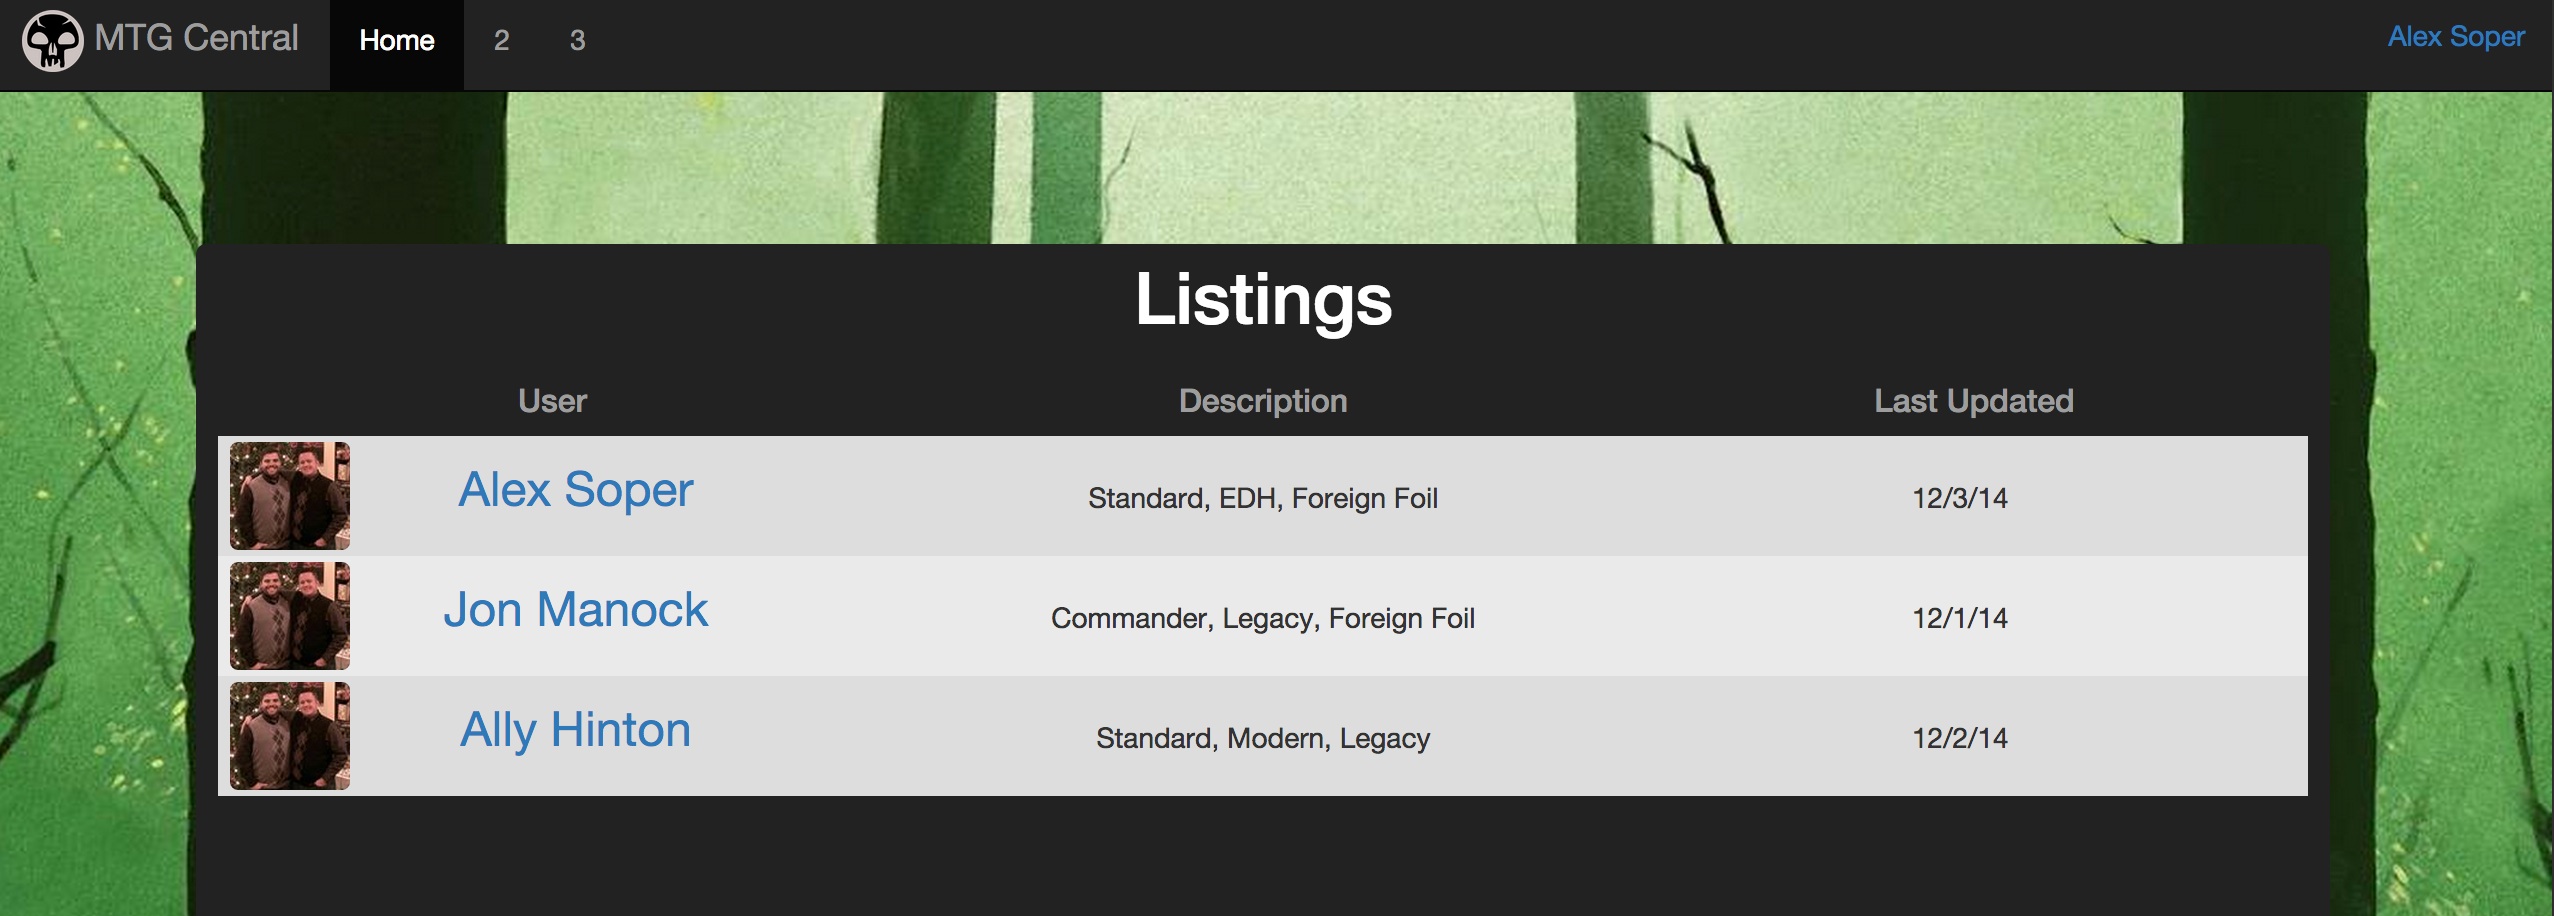 MTG Central Home 2 3 Alex Soper
Listings
User Description Last Updated
Alex Soper Standard, EDH, Foreign Foil 12/3/14
Jon Manock Commander, Legacy, Foreign Foil 12/1/14
Ally Hinton Standard, Modern, Legacy 12/2/14